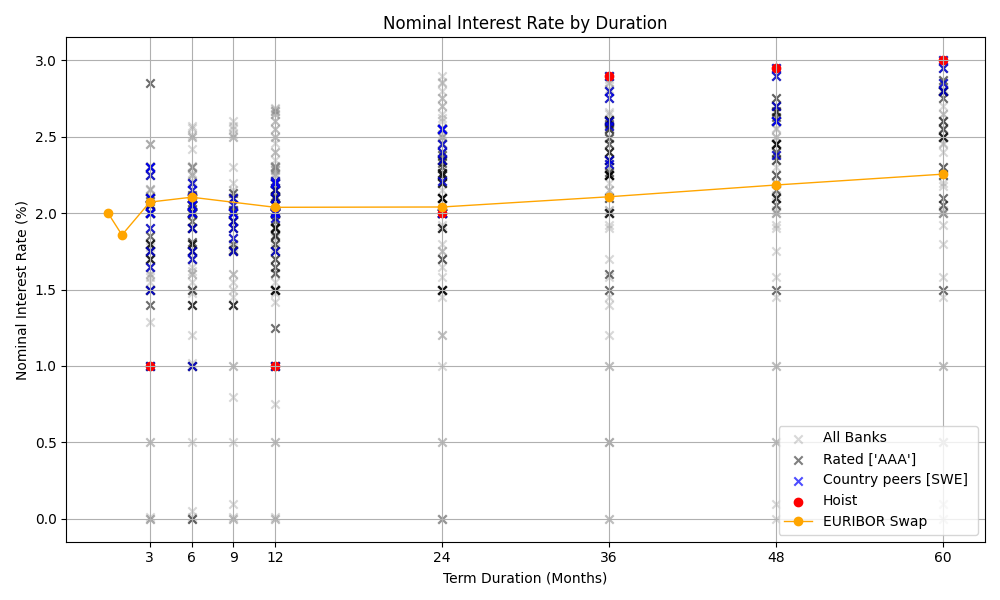 Nominal Interest Rate by Duration
Nominal Interest Rate (%)
3.0
2.5
2.0
1.5
1.0
0.5
0.0
3 6 9 12 24 36 48 60
Term Duration (Months)
All Banks
Rated ['AAA']
Country peers [SWE]
Hoist
EURIBOR Swap